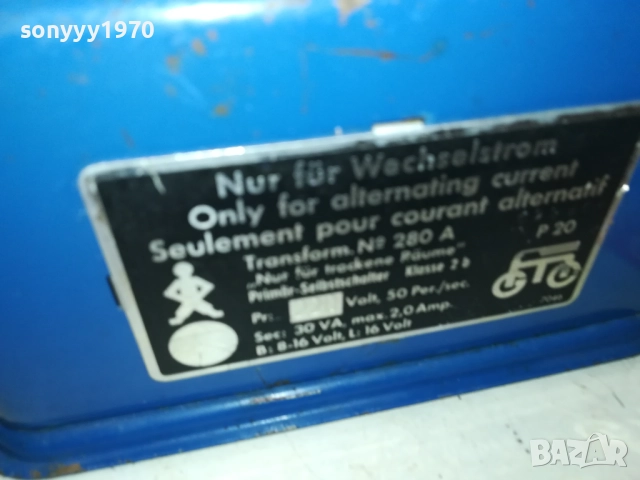 sonyyy1970
Nur für Wechselstrom
Only for alternating current
Seulement pour courant alternatif
Transform. Nº 280 A
P 20
„Nur für trockene Räume"
Primär-Selbstschalter Klasse 2 b
Pr: Volt, 50 Per./sec.
Sec: 30 VA, max. 2,0 Amp.
B: 8-16 Volt, L: 16 Volt
BAZAR